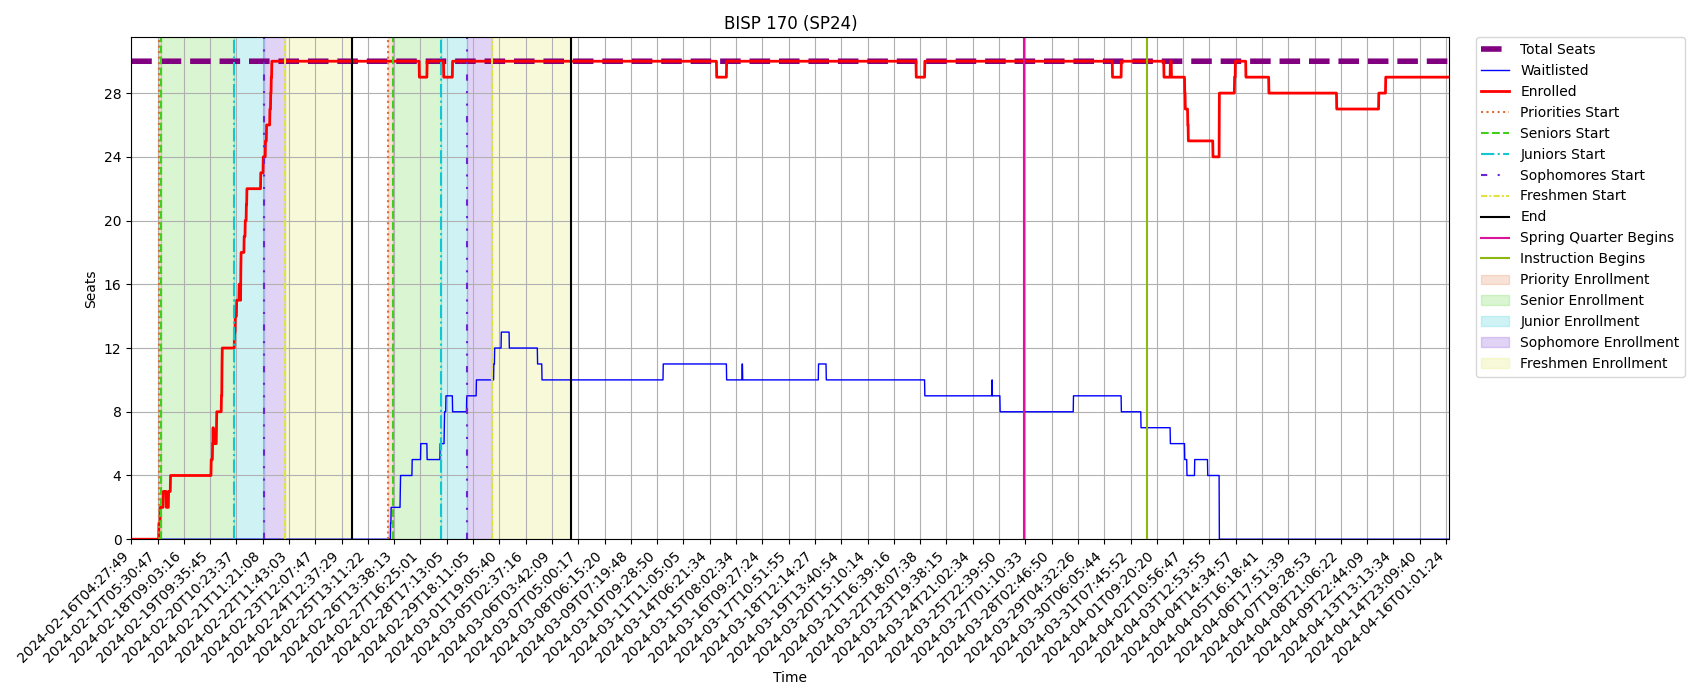 BISP 170 (SP24)
Seats
28
24
20
16
12
8
4
0
2024-02-16T04:27:49
2024-02-17T05:30:47
2024-02-18T09:03:16
2024-02-19T09:35:45
2024-02-20T10:23:37
2024-02-21T11:21:08
2024-02-22T11:43:03
2024-02-23T12:07:47
2024-02-24T12:37:29
2024-02-25T13:11:22
2024-02-26T13:38:13
2024-02-27T16:25:01
2024-02-28T17:13:05
2024-02-29T18:11:05
2024-03-01T19:05:40
2024-03-05T02:37:16
2024-03-06T03:42:09
2024-03-07T05:00:17
2024-03-08T06:15:20
2024-03-09T07:19:48
2024-03-10T09:28:50
2024-03-11T11:05:05
2024-03-14T06:21:34
2024-03-15T08:02:34
2024-03-16T09:27:24
2024-03-17T10:51:55
2024-03-18T12:14:27
2024-03-19T13:40:54
2024-03-20T15:10:14
2024-03-21T16:39:16
2024-03-22T18:07:38
2024-03-23T19:38:15
2024-03-24T21:02:34
2024-03-25T22:39:50
2024-03-27T01:10:33
2024-03-28T02:46:50
2024-03-29T04:32:26
2024-03-30T06:05:44
2024-03-31T07:45:52
2024-04-01T09:20:20
2024-04-02T10:56:47
2024-04-03T12:53:55
2024-04-04T14:34:57
2024-04-05T16:18:41
2024-04-06T17:51:39
2024-04-07T19:28:53
2024-04-08T21:06:22
2024-04-09T22:44:09
2024-04-13T13:13:34
2024-04-14T23:09:40
2024-04-16T01:01:24
Time
Total Seats
Waitlisted
Enrolled
Priorities Start
Seniors Start
Juniors Start
Sophomores Start
Freshmen Start
End
Spring Quarter Begins
Instruction Begins
Priority Enrollment
Senior Enrollment
Junior Enrollment
Sophomore Enrollment
Freshmen Enrollment